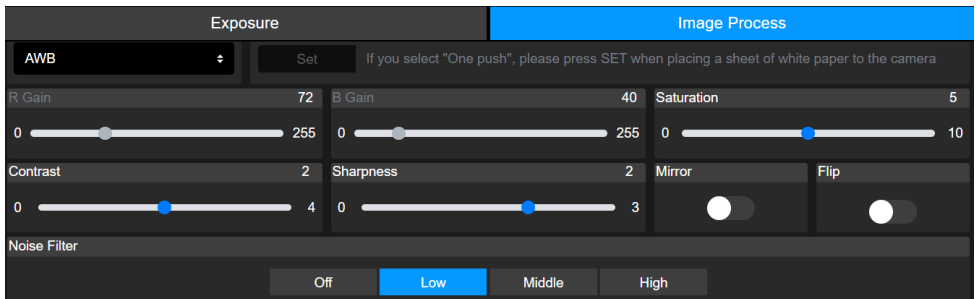 Exposure Image Process
AWB Set If you select "One push", please press SET when placing a sheet of white paper to the camera
R Gain 72 B Gain 40 Saturation 5
0 255 0 255 0 10
Contrast 2 Sharpness 2 Mirror Flip
0 4 0 3
Noise Filter
Off Low Middle High